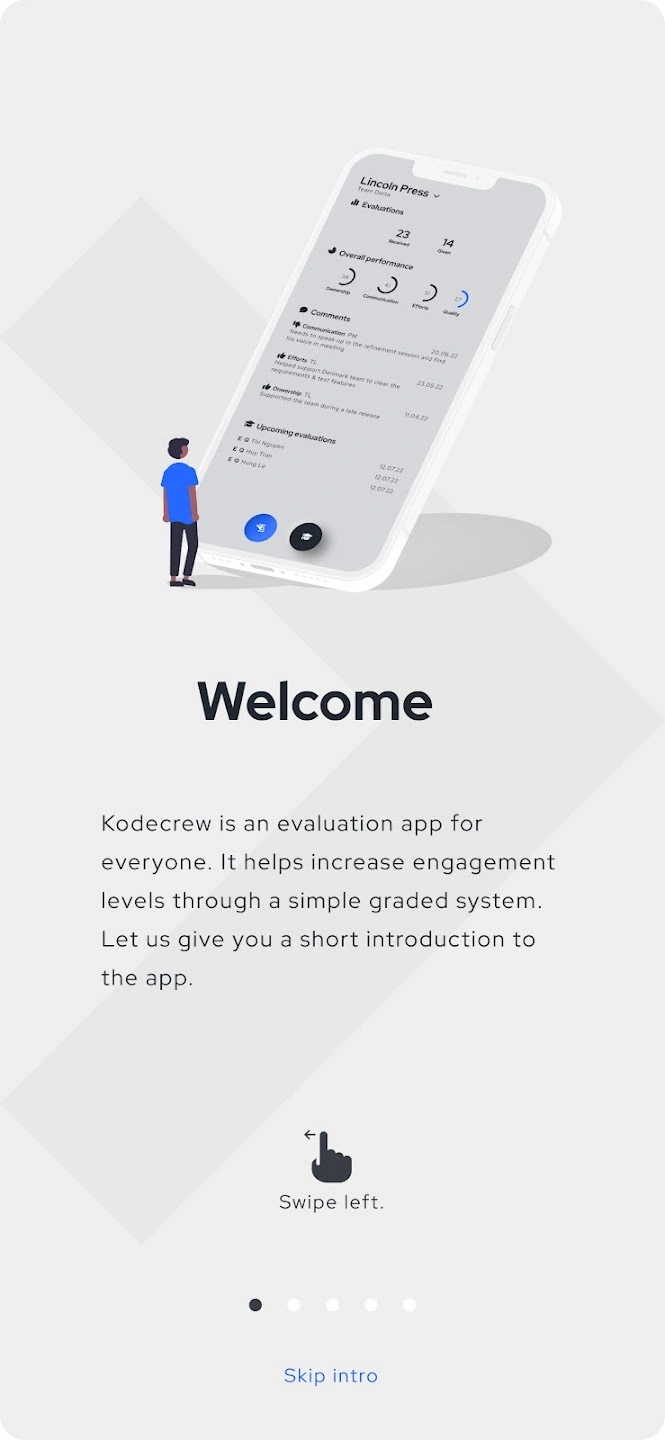 Lincoln Press
Team Delta
Evaluations
23 14
Received Given
Overall performance
Ownership Communication Efforts Quality
Comments
Communication PM 20.06.22
Needs to speak up in the refinement session and find
his voice in meeting
Efforts TL 23.05.22
Helped support Denmark team to clear the
requirements & test features
Onwership TL 11.04.22
Supported the team during a late release
Upcoming evaluations
E Q Thi Nguyen 12.07.22
E Q Huy Tran 12.07.22
E Q Hung Le 12.07.22
Welcome
Kodecrew is an evaluation app for
everyone. It helps increase engagement
levels through a simple graded system.
Let us give you a short introduction to
the app.
Swipe left.
Skip intro